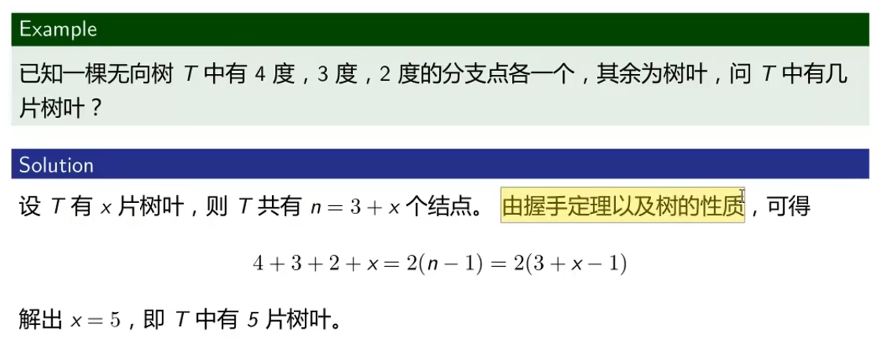 Example
已知一棵无向树 T 中有 4 度，3 度，2 度的分支点各一个，其余为树叶，问 T 中有几
片树叶？
Solution
设 T 有 x 片树叶，则 T 共有 n = 3 + x 个结点。 由握手定理以及树的性质，可得
4 + 3 + 2 + x = 2(n − 1) = 2(3 + x − 1)
解出 x = 5，即 T 中有 5 片树叶。